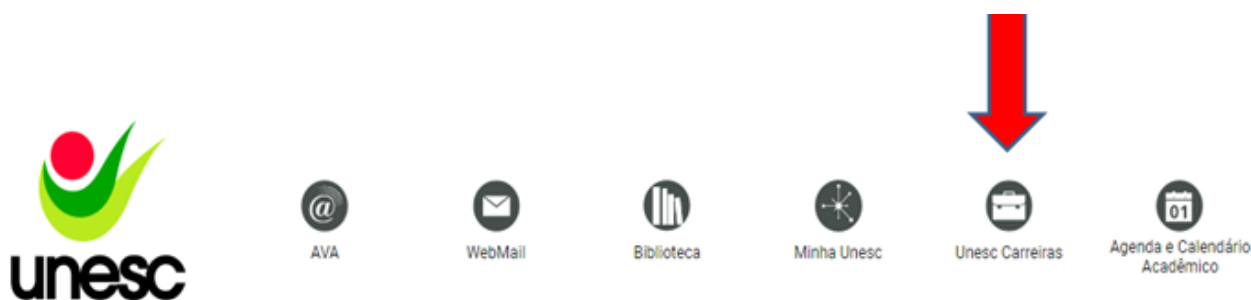 unesc
@
01
AVA
WebMail
Biblioteca
Minha Unesc
Unesc Carreiras
Agenda e Calendário
Acadêmico